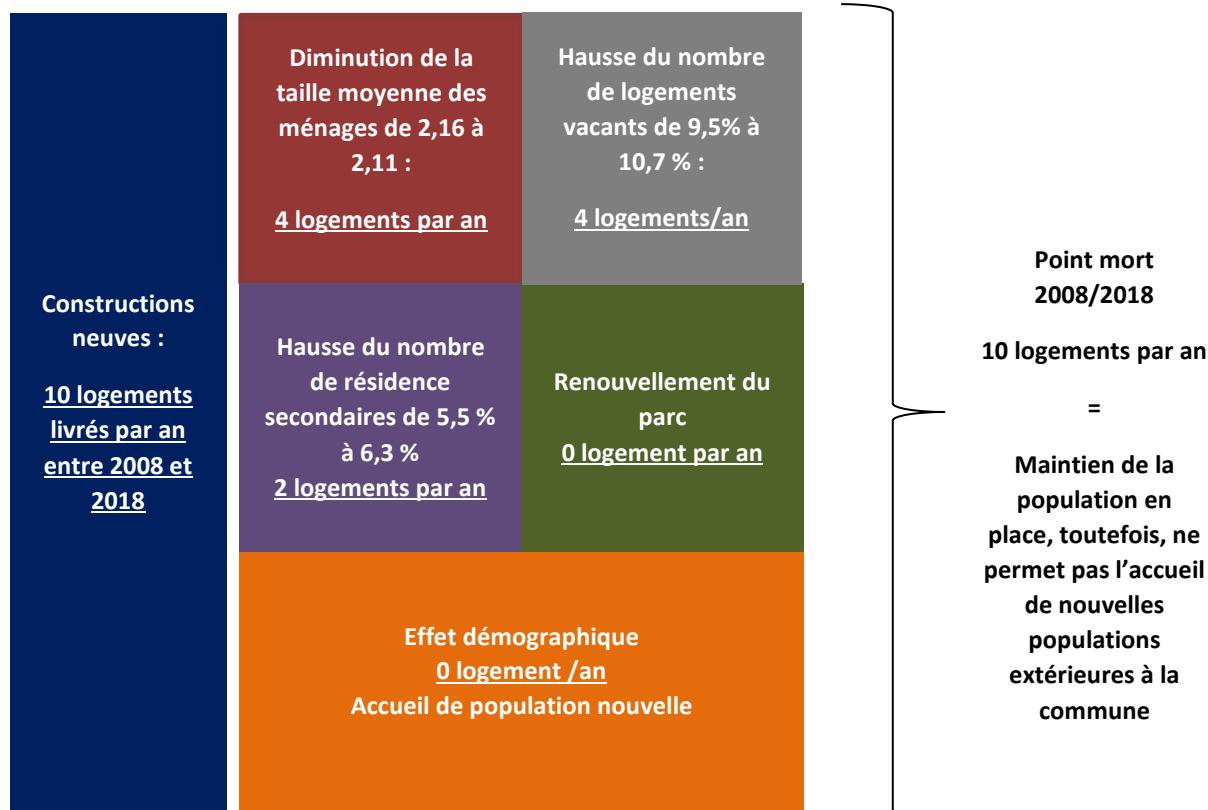 Constructions
neuves :
10 logements
livrés par an
entre 2008 et
2018
Diminution de la
taille moyenne des
ménages de 2,16 à
2,11 :
4 logements par an
Hausse du nombre
de logements
vacants de 9,5% à
10,7 % :
4 logements/an
Hausse du nombre
de résidence
secondaires de 5,5 %
à 6,3 %
2 logements par an
Renouvellement du
parc
0 logement par an
Effet démographique
0 logement /an
Accueil de population nouvelle
Point mort
2008/2018
10 logements par an
=
Maintien de la
population en
place, toutefois, ne
permet pas l’accueil
de nouvelles
populations
extérieures à la
commune